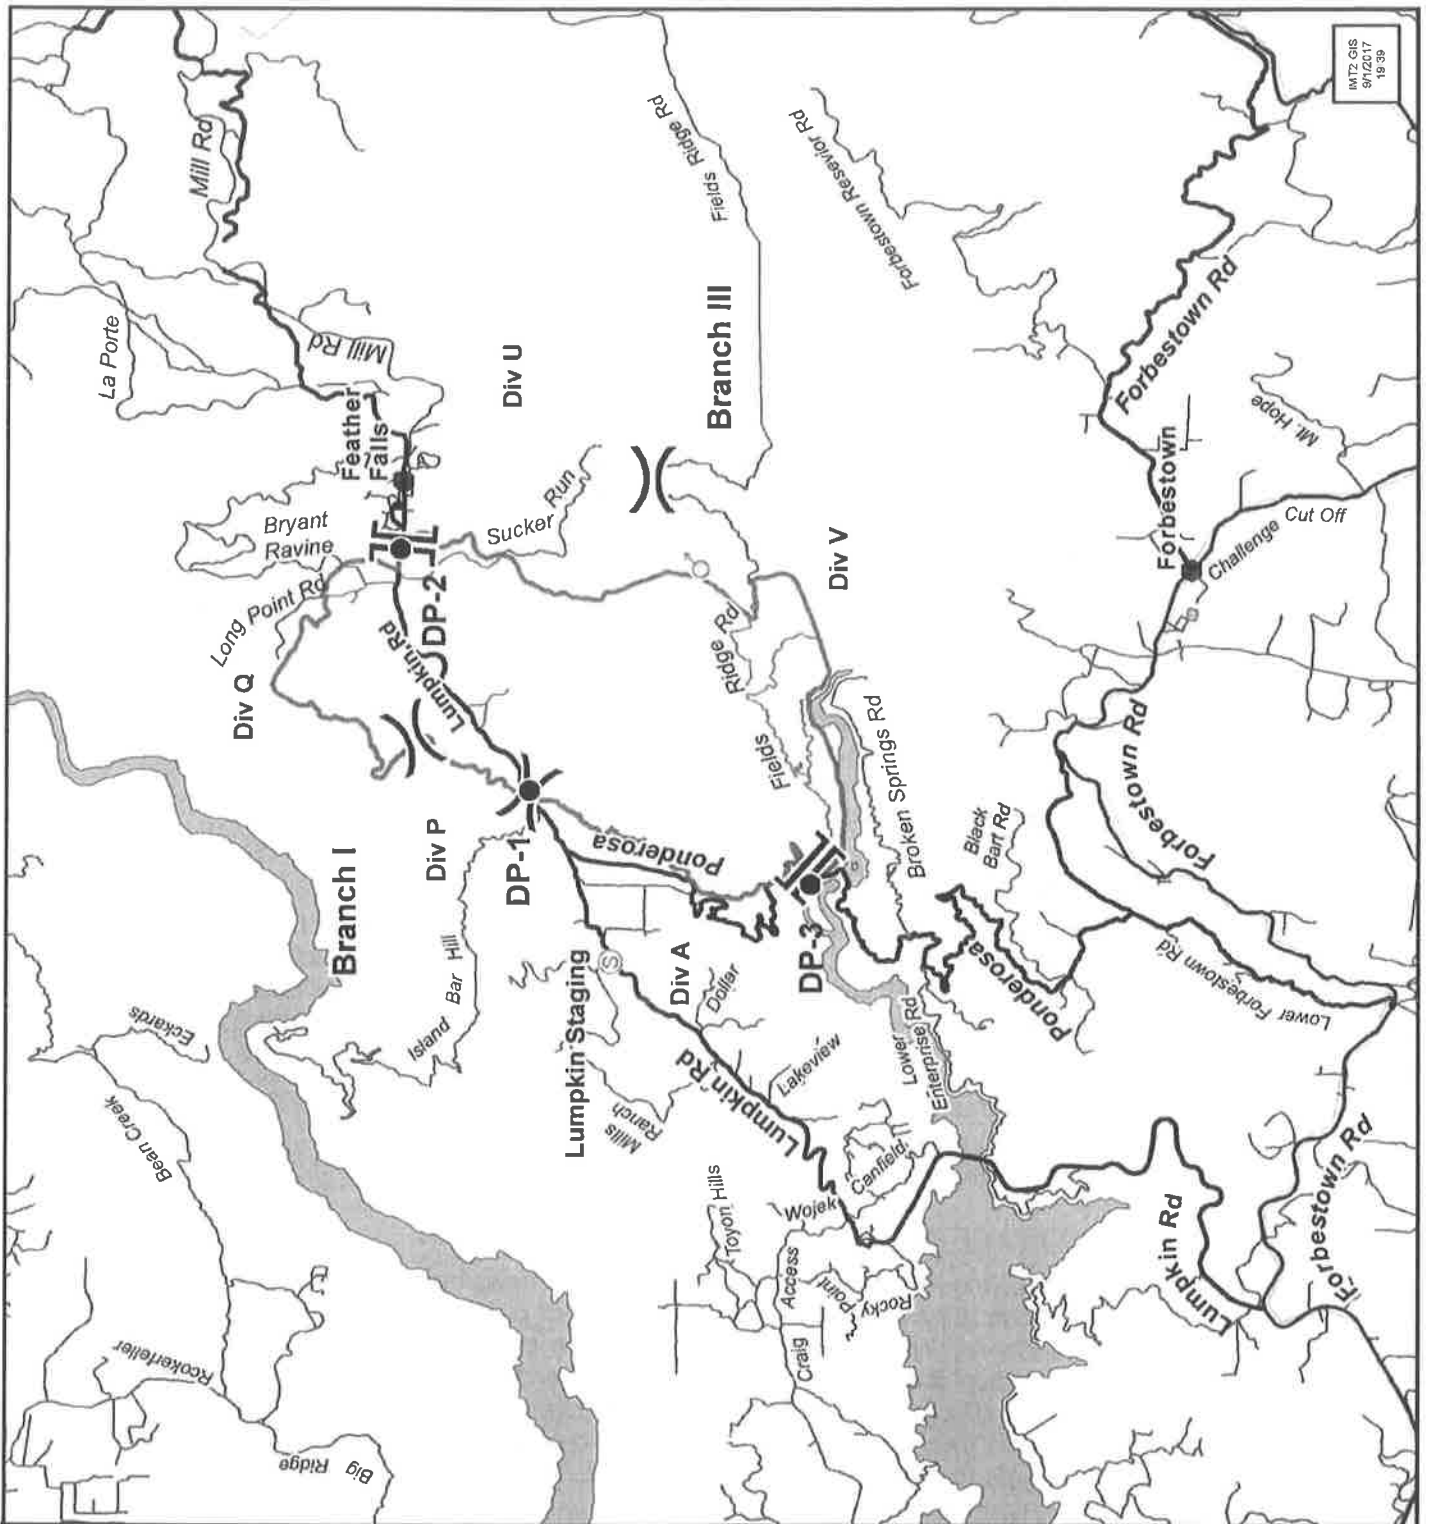 IMT2 GIS
9/1/2017
19:39
Mill Rd
Fields Ridge Rd
Forbestown Resevior Rd
La Porte
Mill Rd
Feather
Falls
Div U
Branch III
Forbestown Rd
Mt. Hope
Bryant
Ravine
Sucker Run
Forbestown
Challenge Cut Off
Long Point Rd
DP-2
Div V
Div Q
Lumpkin Rd
Fields Ridge Rd
Broken Springs Rd
Forbestown Rd
Branch I
Div P
DP-1
Ponderosa
Black
Bart Rd
Island Bar Hill
Lumpkin Staging
S
Div A
DP-3
Dollar
Ponderosa
Lower Forbestown Rd
Eckards
Bean Creek
Mills
Ranch
Lumpkin Rd
Lakeview
Lower
Enterprise Rd
Toyon Hills
Wojek
Canfield
Lumpkin Rd
Forbestown Rd
Rcokerfeller
Craig Access
Rocky Point
Big Ridge